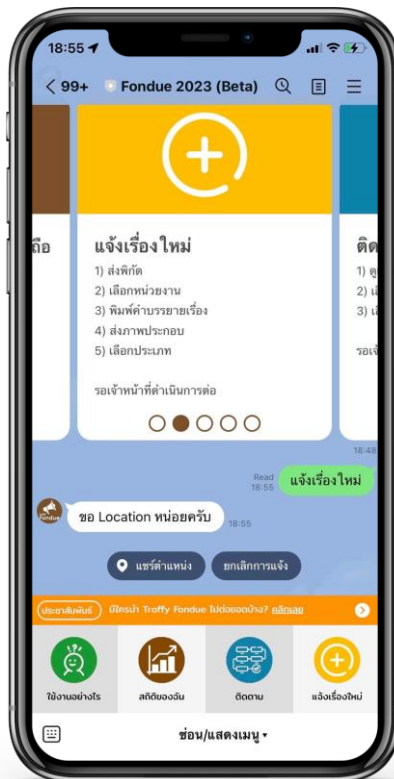 18:55
99+ Fondue 2023 (Beta)
ถือ
แจ้งเรื่องใหม่
1) ส่งพิกัด
2) เลือกหน่วยงาน
3) พิมพ์คำบรรยายเรื่อง
4) ส่งภาพประกอบ
5) เลือกประเภท
รอเจ้าหน้าที่ดำเนินการต่อ
18:48
Read
18:55
แจ้งเรื่องใหม่
ขอ Location หน่อยครับ
18:55
แชร์ตำแหน่ง
ยกเลิกการแจ้ง
ประชาสัมพันธ์ มีใครนำ Traffy Fondue ไปต่อยอดบ้าง? คลิกเลย
ใช้งานอย่างไร
สถิติของฉัน
ติดตาม
แจ้งเรื่องใหม่
ซ่อน/แสดงเมนู